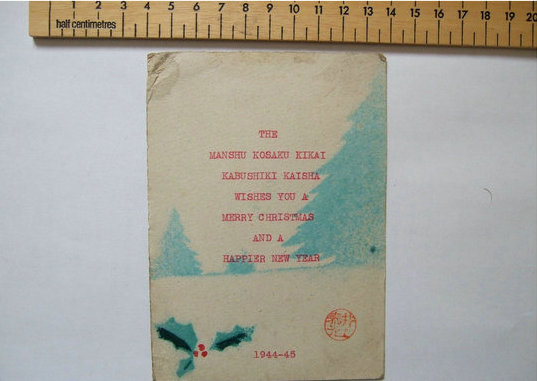 1 2 3 4 5 6 7 8 9 10 11 12 13 14 15 16 17 18 19 20
half centimetres
THE
MANSHU KOSAKU KIKAI
KABUSHIKI KAISHA
WISHES YOU A
MERRY CHRISTMAS
AND A
HAPPIER NEW YEAR
1944-45